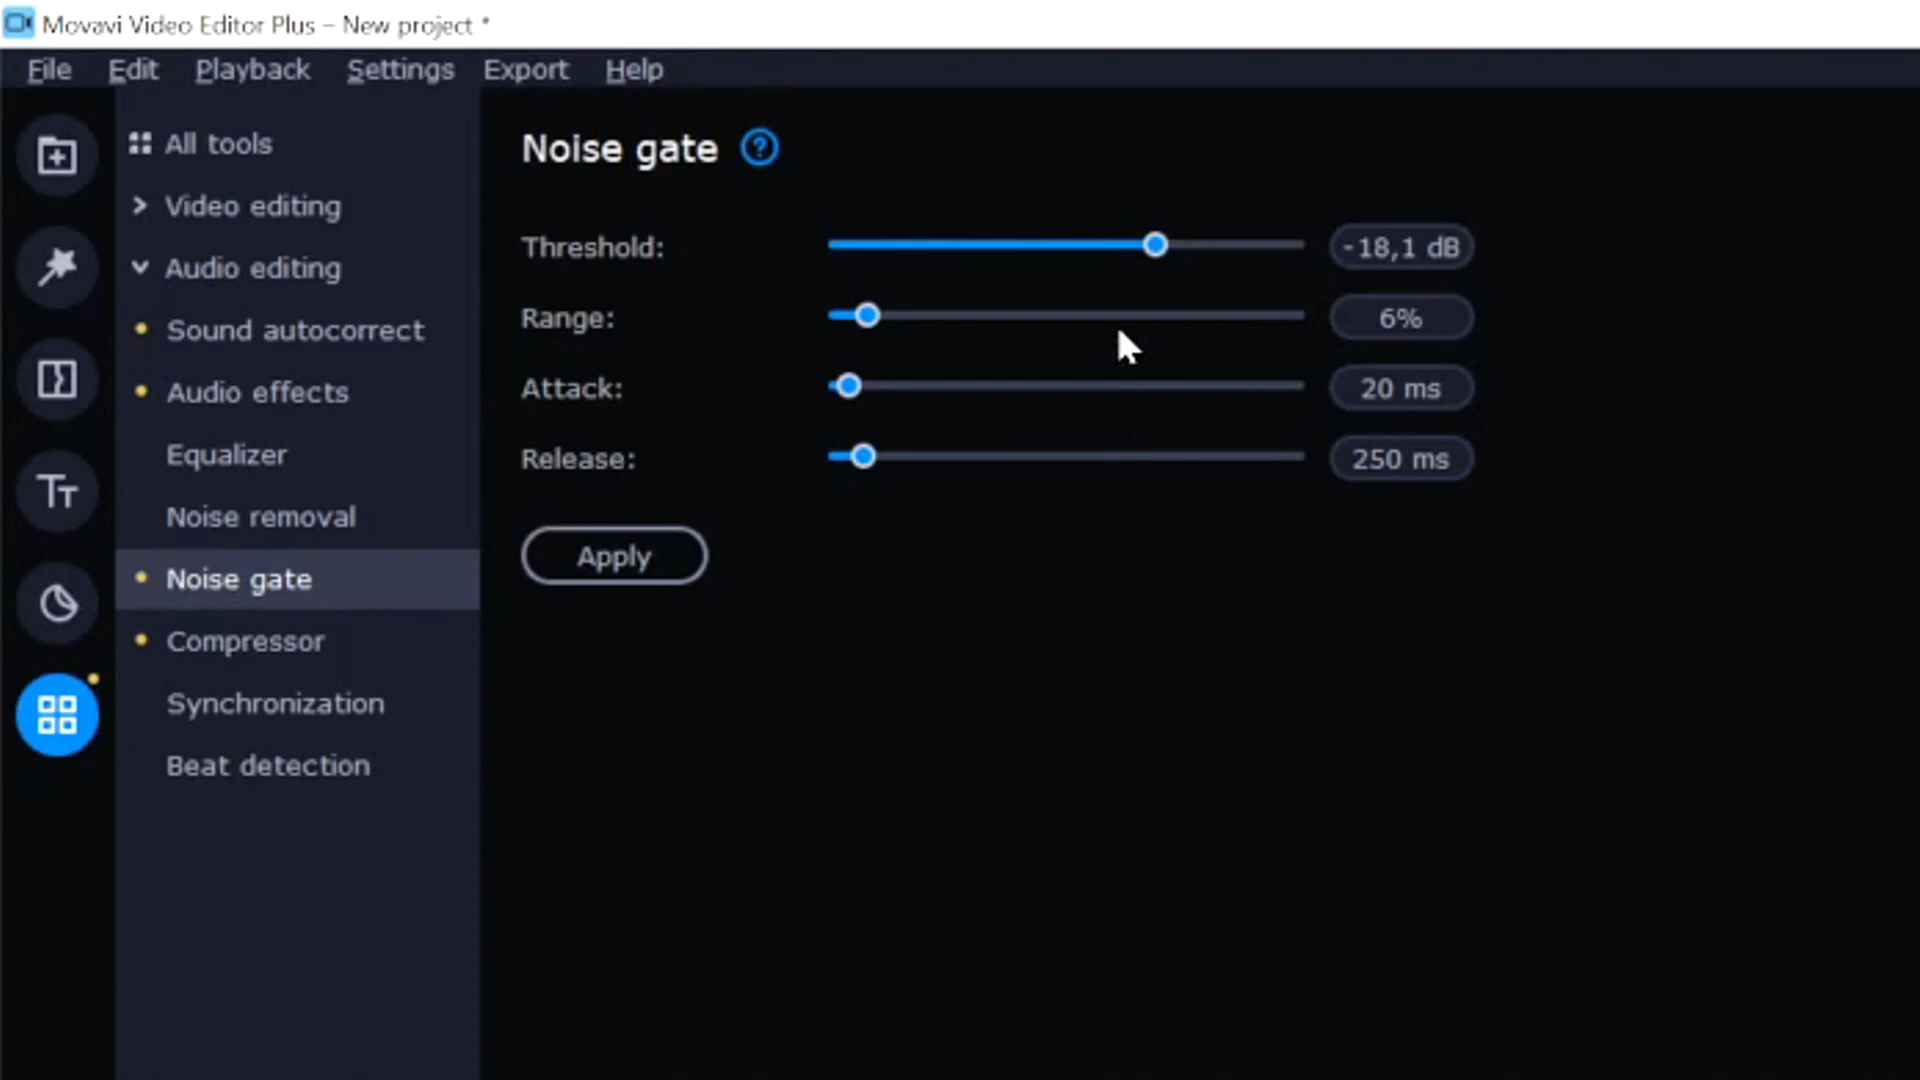 Movavi Video Editor Plus – New project *
File Edit Playback Settings Export Help
All tools
Video editing
Audio editing
Sound autocorrect
Audio effects
Equalizer
Noise removal
Noise gate
Compressor
Synchronization
Beat detection
Noise gate ?
Threshold: -18,1 dB
Range: 6%
Attack: 20 ms
Release: 250 ms
Apply